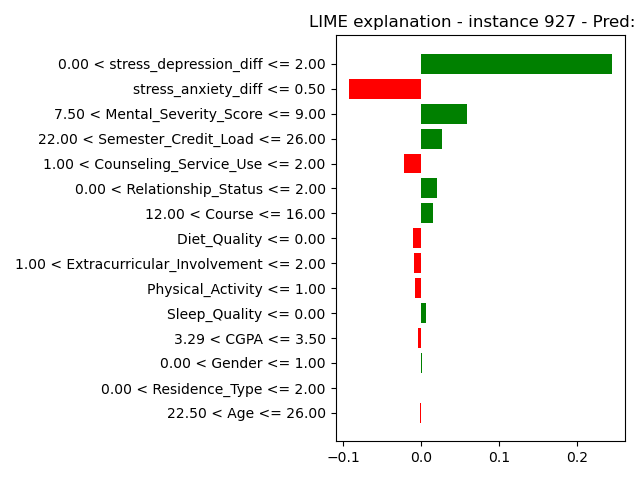 LIME explanation - instance 927 - Pred:
0.00 < stress_depression_diff <= 2.00
stress_anxiety_diff <= 0.50
7.50 < Mental_Severity_Score <= 9.00
22.00 < Semester_Credit_Load <= 26.00
1.00 < Counseling_Service_Use <= 2.00
0.00 < Relationship_Status <= 2.00
12.00 < Course <= 16.00
Diet_Quality <= 0.00
1.00 < Extracurricular_Involvement <= 2.00
Physical_Activity <= 1.00
Sleep_Quality <= 0.00
3.29 < CGPA <= 3.50
0.00 < Gender <= 1.00
0.00 < Residence_Type <= 2.00
22.50 < Age <= 26.00
−0.1 0.0 0.1 0.2